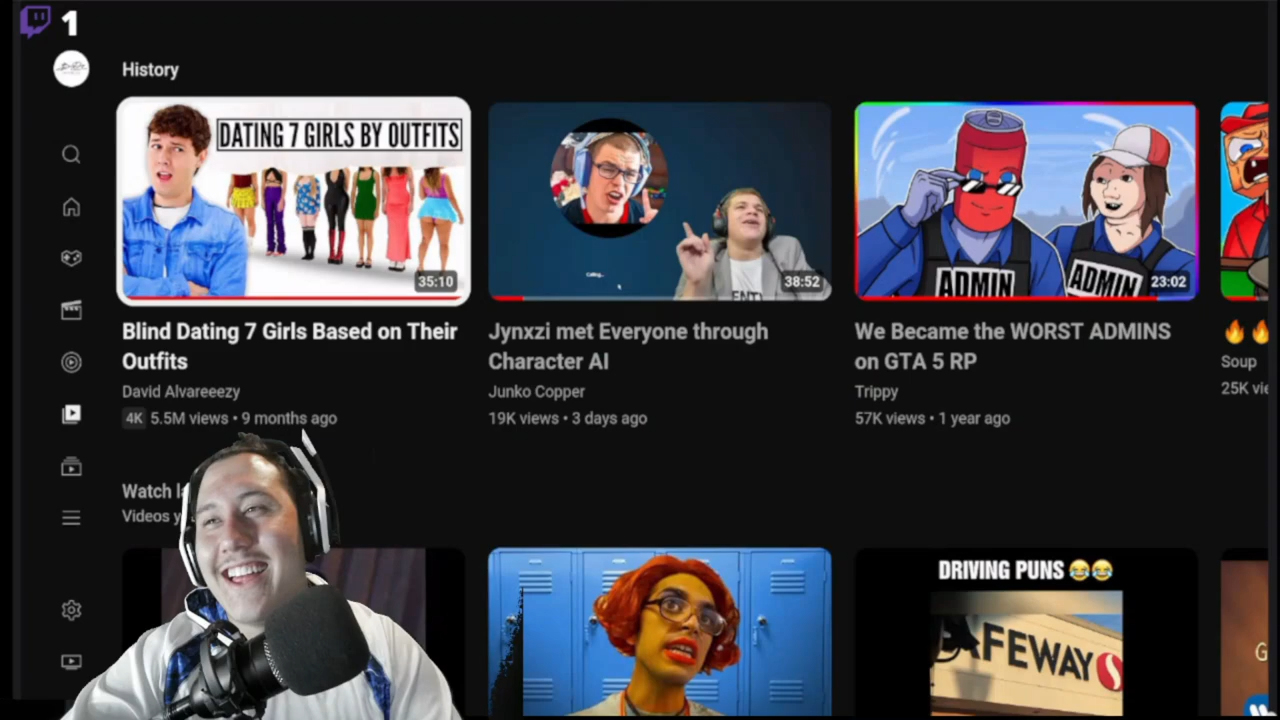 1
History
DATING 7 GIRLS BY OUTFITS
35:10
38:52
ADMIN
ADMIN
23:02
Blind Dating 7 Girls Based on Their
Outfits
David Alvareeezy
4K 5.5M views • 9 months ago
Jynxzi met Everyone through
Character AI
Junko Copper
19K views • 3 days ago
We Became the WORST ADMINS
on GTA 5 RP
Trippy
57K views • 1 year ago
🔥🔥
Soup
25K
Watch
Videos
DRIVING PUNS 😂😂
AFEWAY